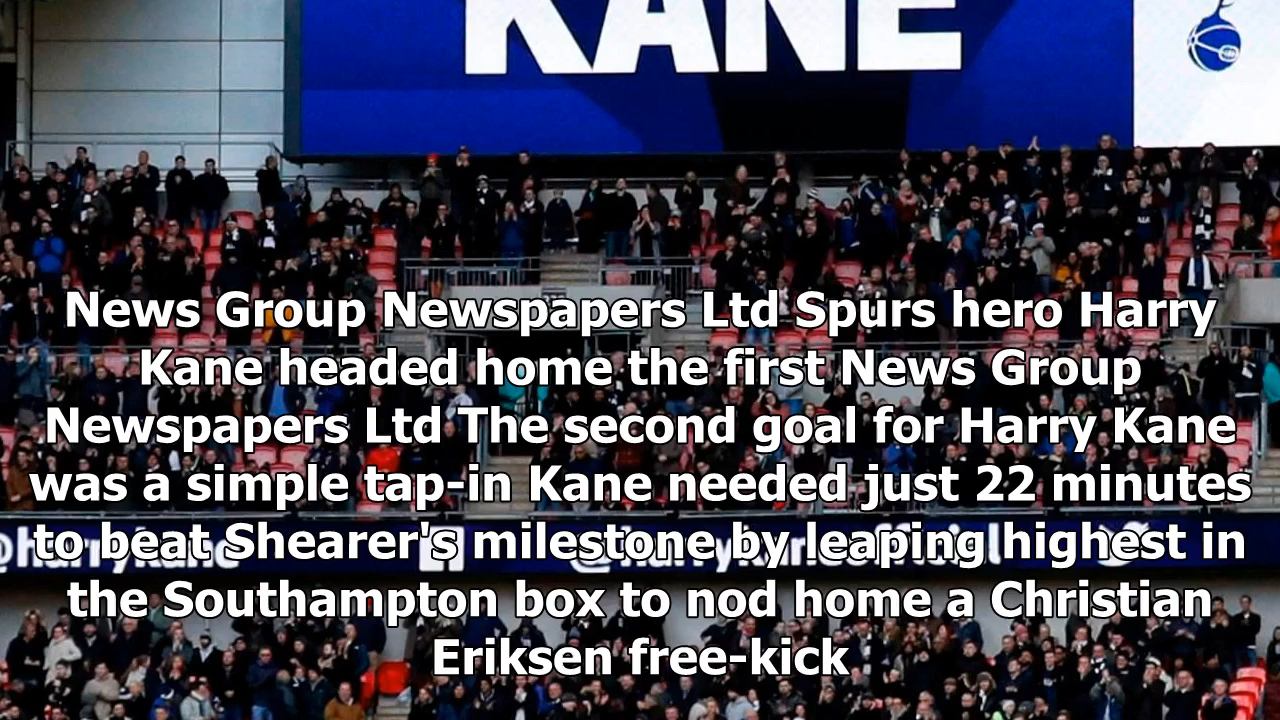 KANE
News Group Newspapers Ltd Spurs hero Harry
Kane headed home the first News Group
Newspapers Ltd The second goal for Harry Kane
was a simple tap-in Kane needed just 22 minutes
to beat Shearer's milestone by leaping highest in
the Southampton box to nod home a Christian
Eriksen free-kick
@harrykane